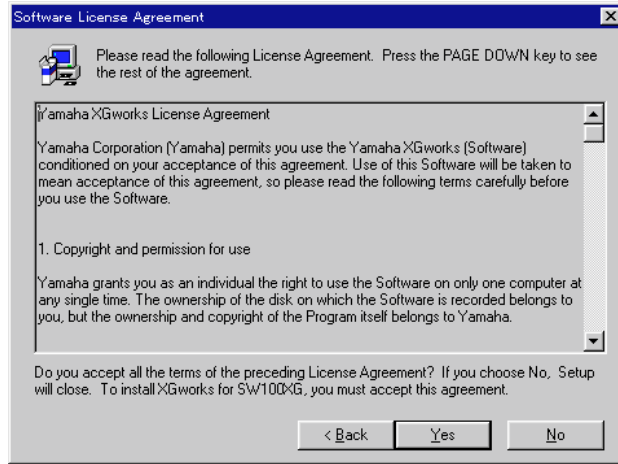 Software License Agreement
Please read the following License Agreement. Press the PAGE DOWN key to see
the rest of the agreement.
Yamaha XGworks License Agreement
Yamaha Corporation (Yamaha) permits you use the Yamaha XGworks (Software)
conditioned on your acceptance of this agreement. Use of this Software will be taken to
mean acceptance of this agreement, so please read the following terms carefully before
you use the Software.
1. Copyright and permission for use
Yamaha grants you as an individual the right to use the Software on only one computer at
any single time. The ownership of the disk on which the Software is recorded belongs to
you, but the ownership and copyright of the Program itself belongs to Yamaha.
Do you accept all the terms of the preceding License Agreement? If you choose No, Setup
will close. To install XGworks for SW100XG, you must accept this agreement.
< Back
Yes
No